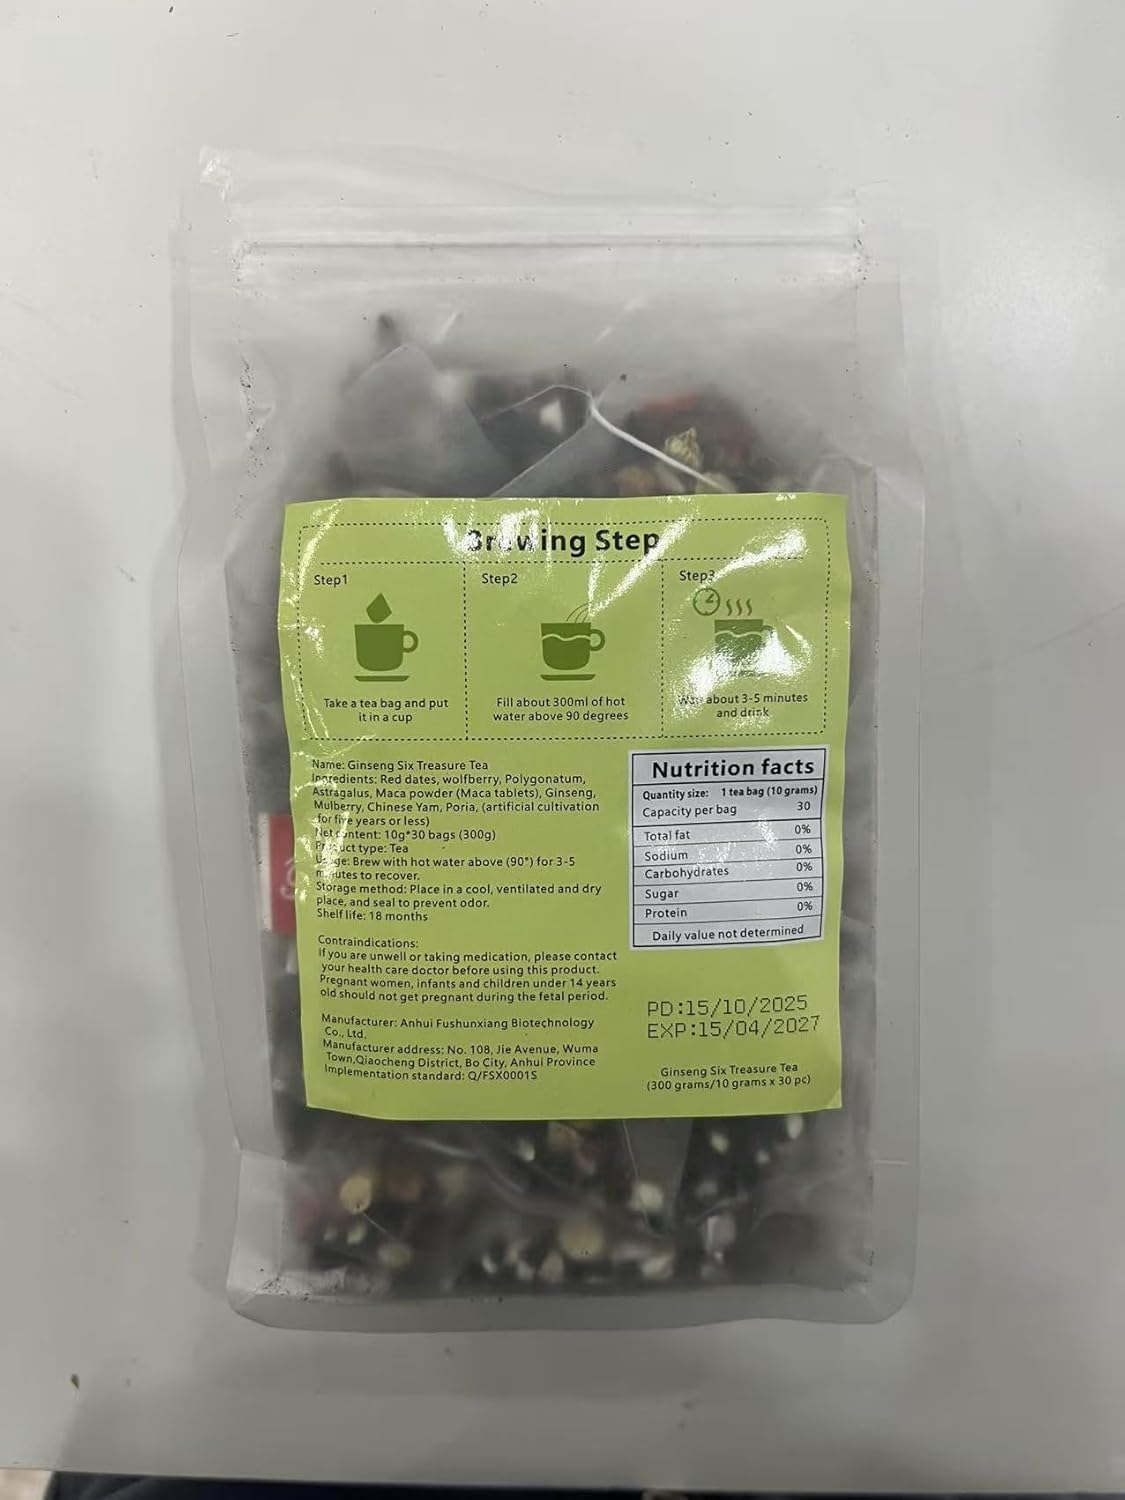 Brewing Step
Step1
Step2
Step3
Take a tea bag and put
it in a cup
Fill about 300ml of hot
water above 90 degrees
about 3-5 minutes
and drink
Name: Ginseng Six Treasure Tea
Ingredients: Red dates, wolfberry, Polygonatum,
Astragalus, Maca powder (Maca tablets), Ginseng,
Mulberry, Chinese Yam, Poria, (artificial cultivation
for five years or less)
Net content: 10g*30 bags (300g)
Product type: Tea
Usage: Brew with hot water above (90°) for 3-5
minutes to recover.
Storage method: Place in a cool, ventilated and dry
place, and seal to prevent odor.
Shelf life: 18 months
Contraindications:
If you are unwell or taking medication, please contact
your health care doctor before using this product.
Pregnant women, infants and children under 14 years
old should not get pregnant during the fetal period.
Manufacturer: Anhui Fushunxiang Biotechnology
Co., Ltd.
Manufacturer address: No. 108, Jie Avenue, Wuma
Town,Qiaocheng District, Bo City, Anhui Province
Implementation standard: Q/FSX0001S
Nutrition facts
Quantity size: 1 tea bag (10 grams)
Capacity per bag 30
Total fat 0%
Sodium 0%
Carbohydrates 0%
Sugar 0%
Protein 0%
Daily value not determined
PD:15/10/2025
EXP:15/04/2027
Ginseng Six Treasure Tea
(300 grams/10 grams x 30 pc)